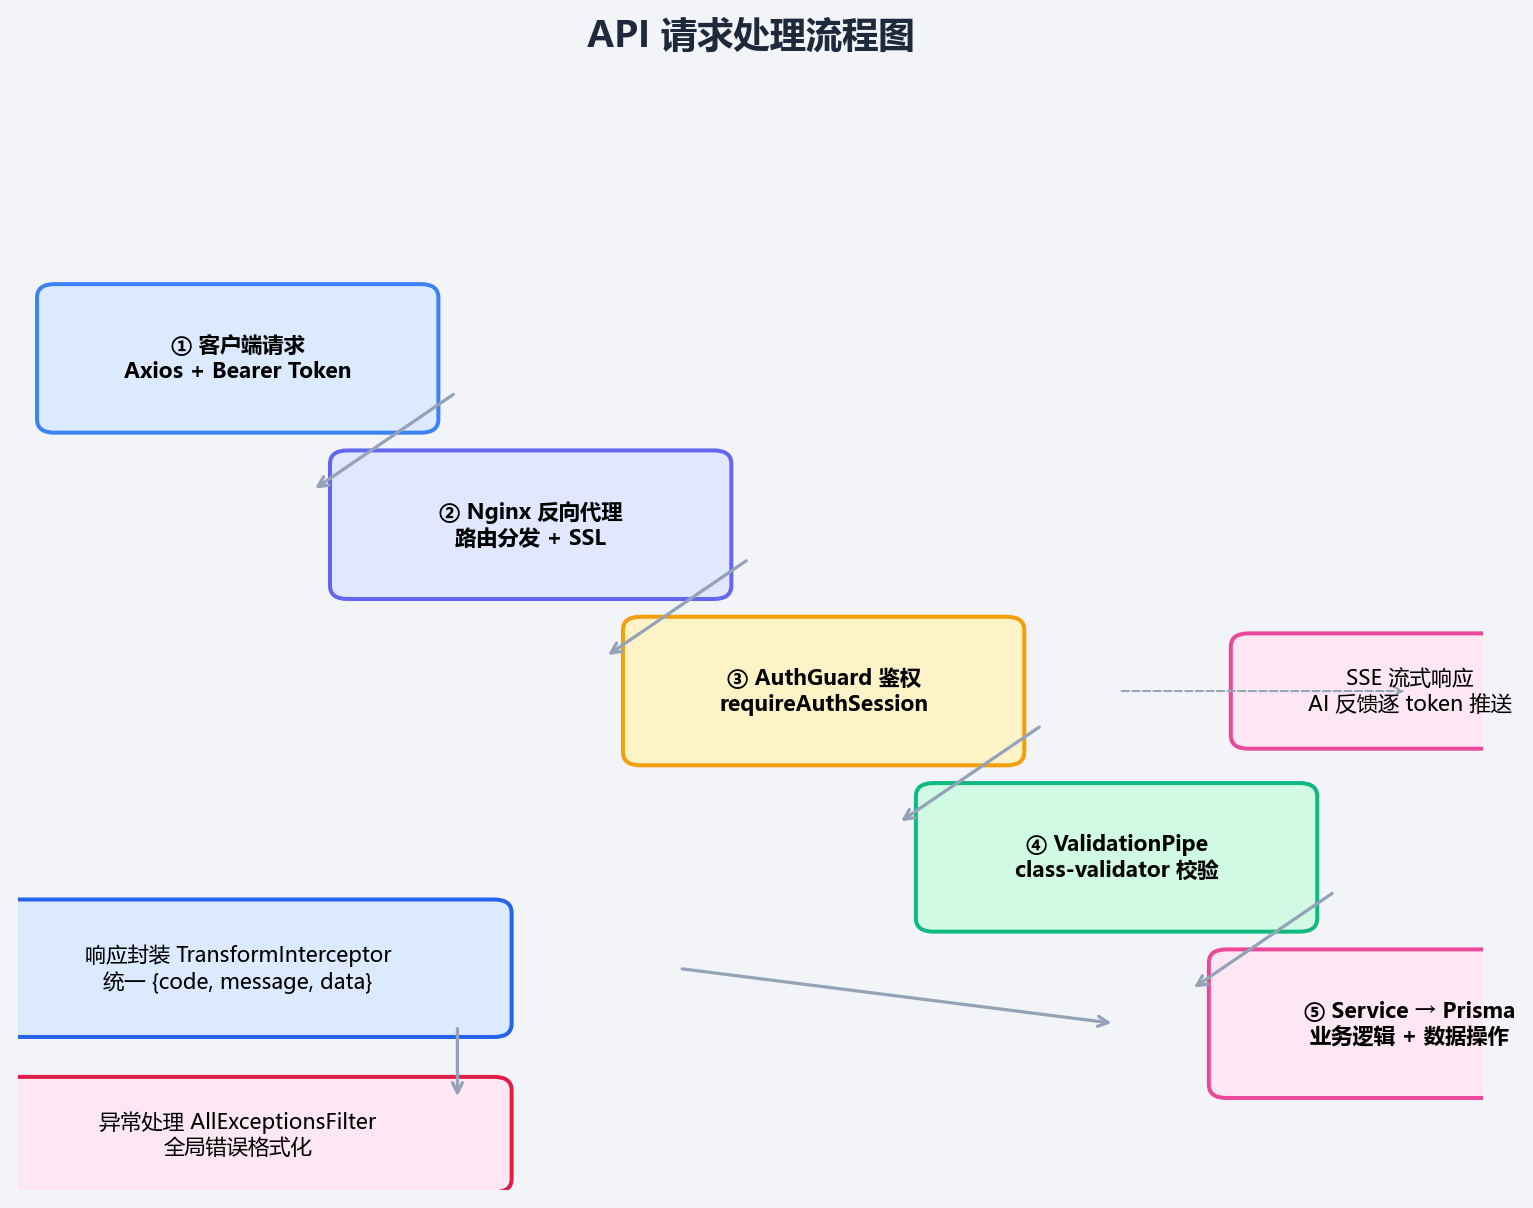 API 请求处理流程图
① 客户端请求
Axios + Bearer Token
② Nginx 反向代理
路由分发 + SSL
③ AuthGuard 鉴权
requireAuthSession
SSE 流式响应
AI 反馈逐 token 推送
④ ValidationPipe
class-validator 校验
响应封装 TransformInterceptor
统一 {code, message, data}
⑤ Service → Prisma
业务逻辑 + 数据操作
异常处理 AllExceptionsFilter
全局错误格式化